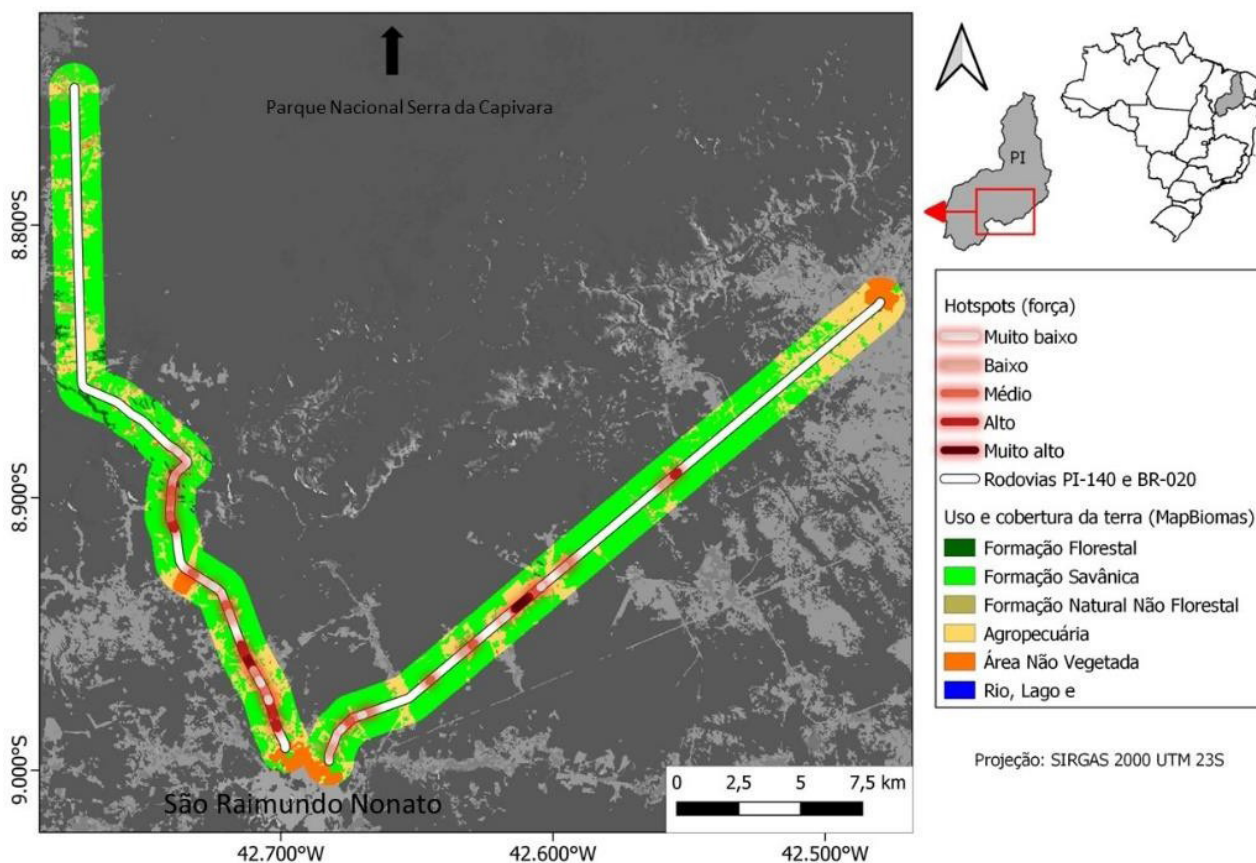 Parque Nacional Serra da Capivara
PI
8.800°S
8.900°S
9.000°S
Hotspots (força)
Muito baixo
Baixo
Médio
Alto
Muito alto
Rodovias PI-140 e BR-020
Uso e cobertura da terra (MapBiomas)
Formação Florestal
Formação Savânica
Formação Natural Não Florestal
Agropecuária
Área Não Vegetada
Rio, Lago e
Projeção: SIRGAS 2000 UTM 23S
0 2,5 5 7,5 km
São Raimundo Nonato
42.700°W 42.600°W 42.500°W